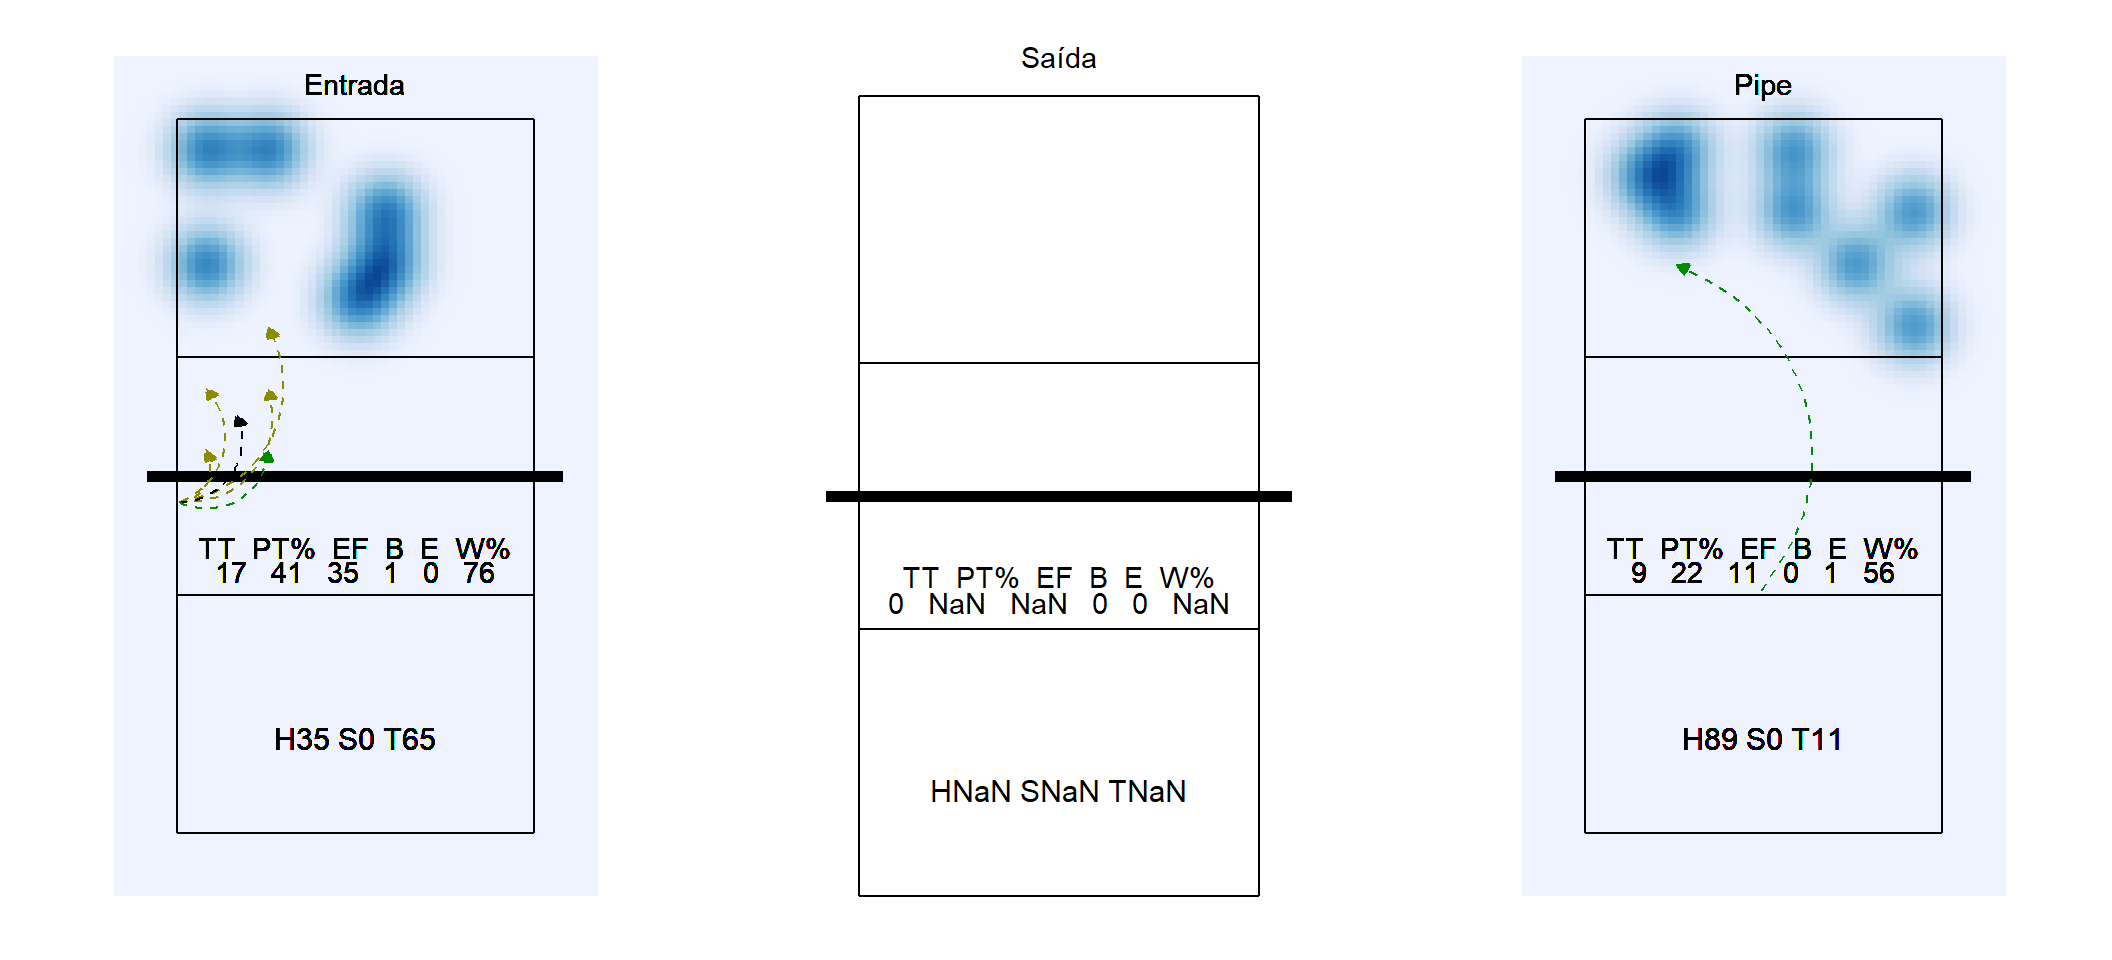 Entrada
TT PT% EF B E W%
17 41 35 1 0 76
H35 S0 T65
Saída
TT PT% EF B E W%
0 NaN NaN 0 0 NaN
HNaN SNaN TNaN
Pipe
TT PT% EF B E W%
9 22 11 0 1 56
H89 S0 T11